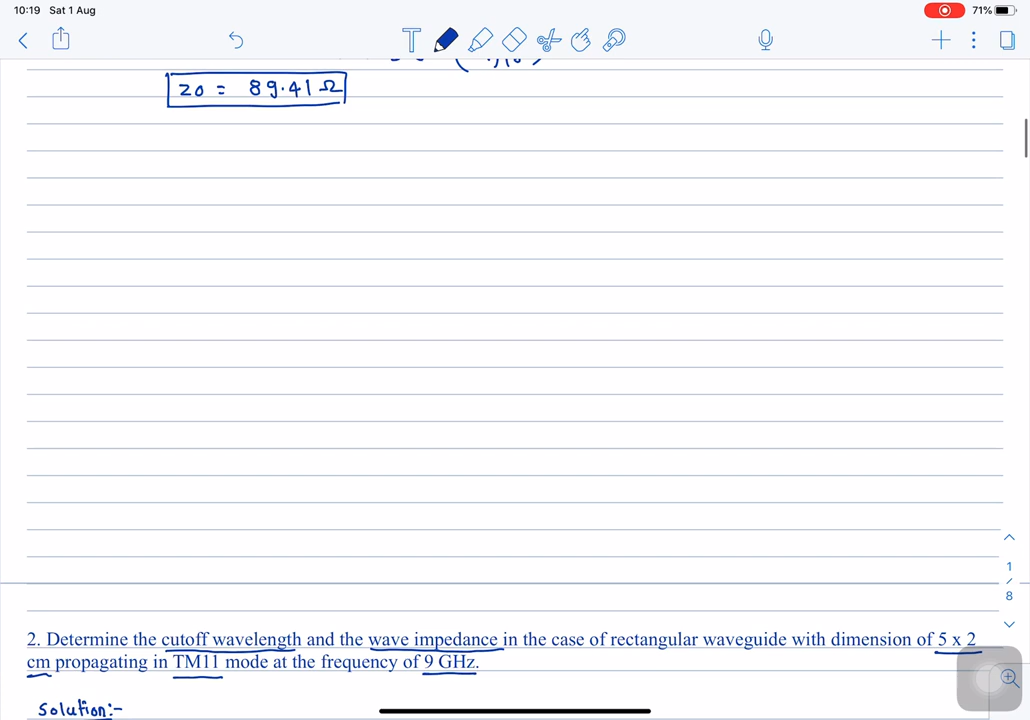 10:19 Sat 1 Aug
71%
T
Z0 = 89.41 Ω
1
/
8
2. Determine the cutoff wavelength and the wave impedance in the case of rectangular waveguide with dimension of 5 x 2
cm propagating in TM11 mode at the frequency of 9 GHz.
Solution:-